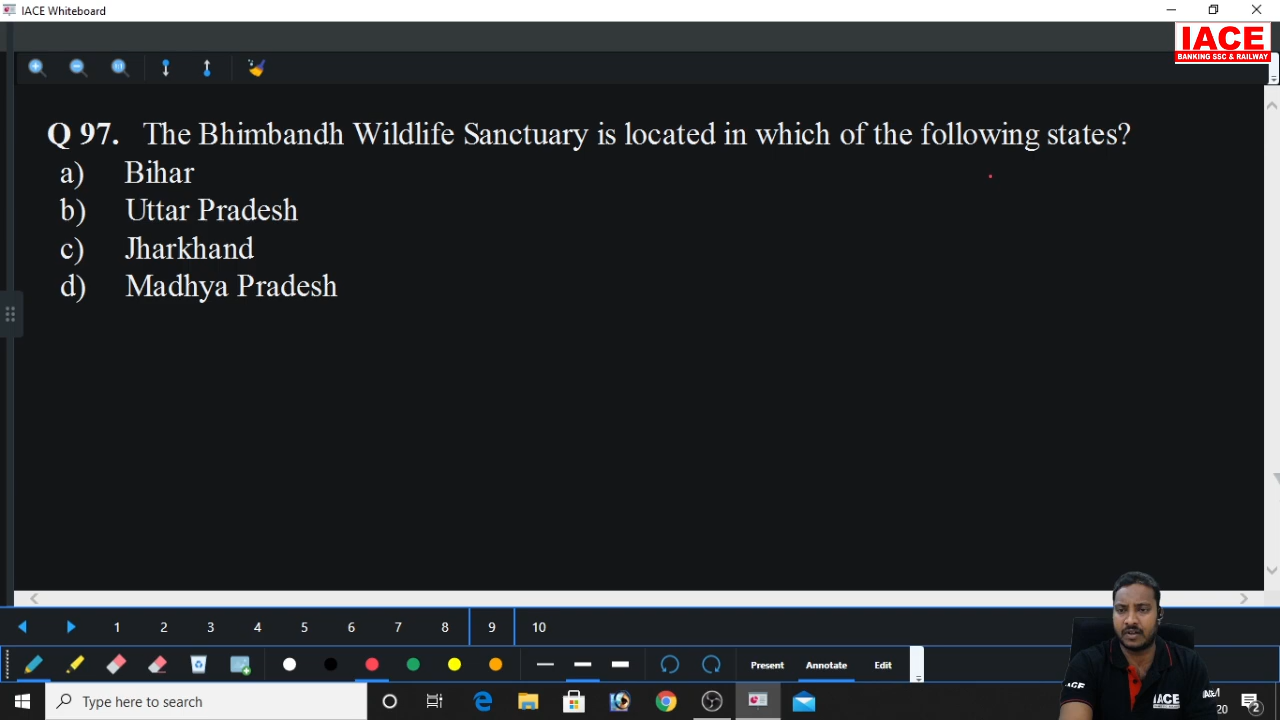 IACE Whiteboard
IACE
BANKING SSC & RAILWAY
Q 97. The Bhimbandh Wildlife Sanctuary is located in which of the following states?
a) Bihar
b) Uttar Pradesh
c) Jharkhand
d) Madhya Pradesh
1 2 3 4 5 6 7 8 9 10
Present Annotate Edit
Type here to search
IACE
20
2